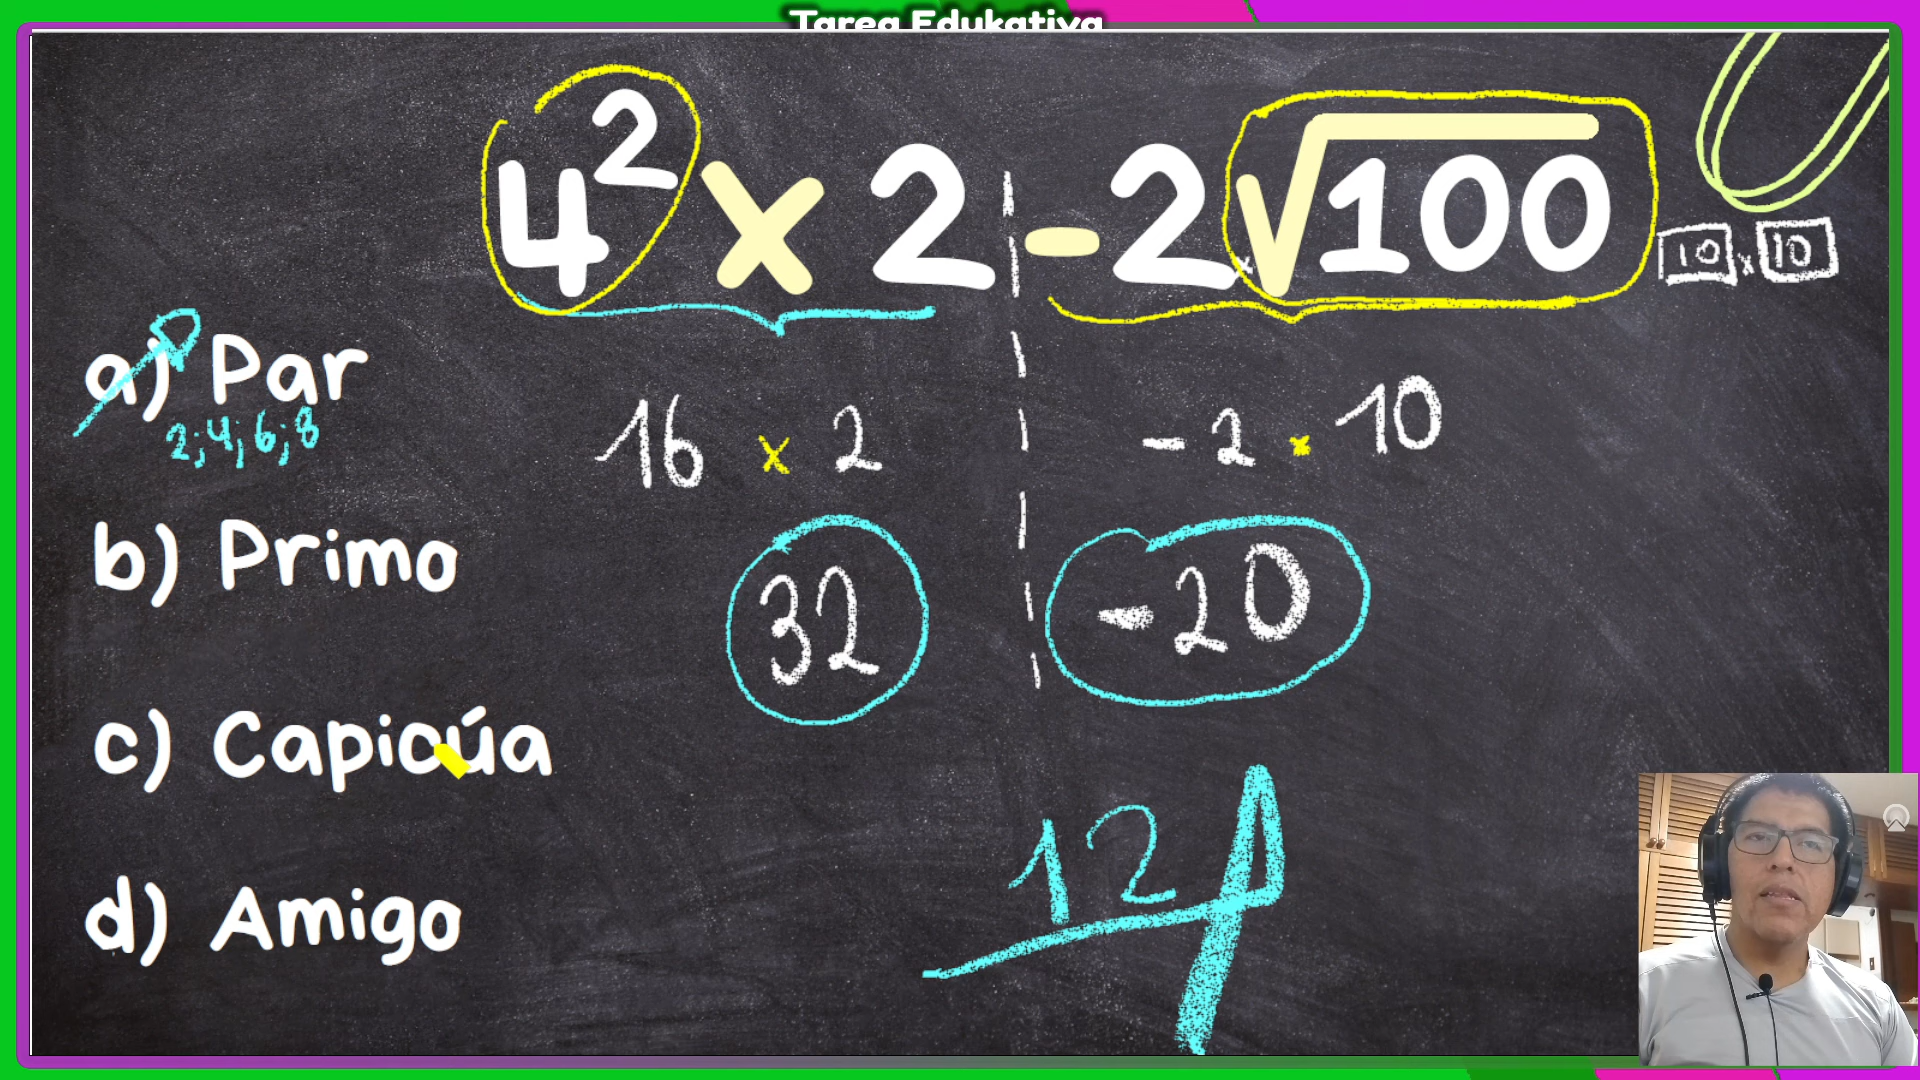 Tarea Edukativa
4² x 2 - 2 x √100
10 x 10
a) Par
2; 4; 6; 8
16 x 2
- 2 x 10
b) Primo
32
-20
c) Capicúa
12
d) Amigo